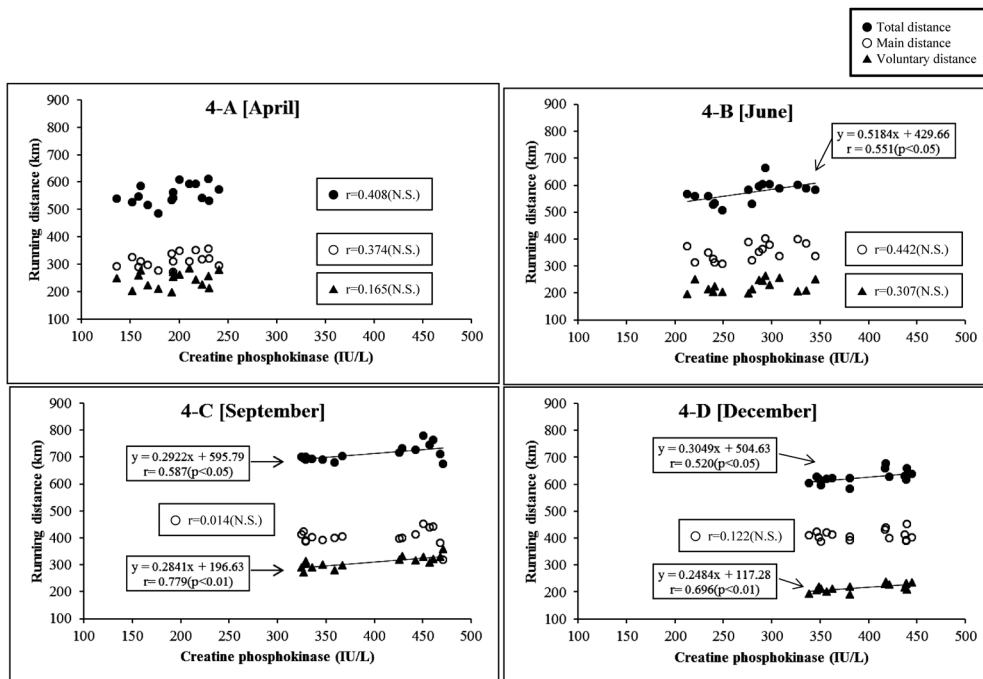 Total distance
Main distance
Voluntary distance
4-A [April]
900
800
700
600
500
400
300
200
100
Running distance (km)
r=0.408(N.S.)
r=0.374(N.S.)
r=0.165(N.S.)
100 150 200 250 300 350 400 450 500
Creatine phosphokinase (IU/L)
4-B [June]
900
800
700
600
500
400
300
200
100
Running distance (km)
y = 0.5184x + 429.66
r = 0.551(p<0.05)
r=0.442(N.S.)
r=0.307(N.S.)
100 150 200 250 300 350 400 450 500
Creatine phosphokinase (IU/L)
4-C [September]
900
800
700
600
500
400
300
200
100
Running distance (km)
y = 0.2922x + 595.79
r= 0.587(p<0.05)
r=0.014(N.S.)
y = 0.2841x + 196.63
r= 0.779(p<0.01)
100 150 200 250 300 350 400 450 500
Creatine phosphokinase (IU/L)
4-D [December]
900
800
700
600
500
400
300
200
100
Running distance (km)
y = 0.3049x + 504.63
r= 0.520(p<0.05)
r=0.122(N.S.)
y = 0.2484x + 117.28
r= 0.696(p<0.01)
100 150 200 250 300 350 400 450 500
Creatine phosphokinase (IU/L)